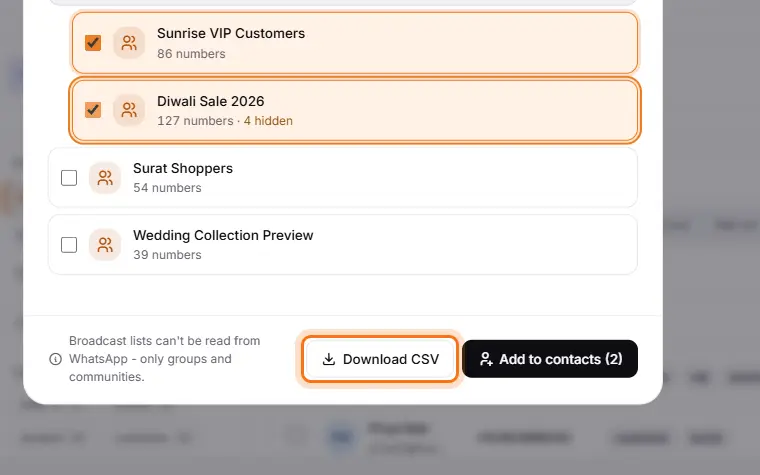 Sunrise VIP Customers
86 numbers
Diwali Sale 2026
127 numbers · 4 hidden
Surat Shoppers
54 numbers
Wedding Collection Preview
39 numbers
Broadcast lists can't be read from
WhatsApp - only groups and
communities.
Download CSV
Add to contacts (2)